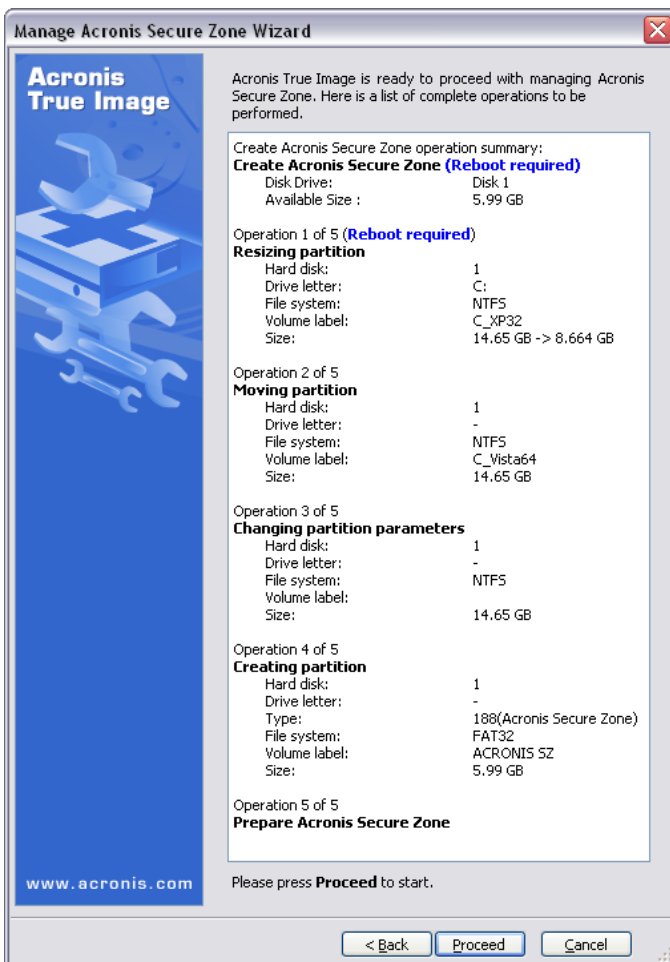 Manage Acronis Secure Zone Wizard
Acronis
True Image
Acronis True Image is ready to proceed with managing Acronis
Secure Zone. Here is a list of complete operations to be
performed.
Create Acronis Secure Zone operation summary:
Create Acronis Secure Zone (Reboot required)
Disk Drive: Disk 1
Available Size : 5.99 GB
Operation 1 of 5 (Reboot required)
Resizing partition
Hard disk: 1
Drive letter: C:
File system: NTFS
Volume label: C_XP32
Size: 14.65 GB -> 8.664 GB
Operation 2 of 5
Moving partition
Hard disk: 1
Drive letter: -
File system: NTFS
Volume label: C_Vista64
Size: 14.65 GB
Operation 3 of 5
Changing partition parameters
Hard disk: 1
Drive letter: -
File system: NTFS
Volume label:
Size: 14.65 GB
Operation 4 of 5
Creating partition
Hard disk: 1
Drive letter: -
Type: 188(Acronis Secure Zone)
File system: FAT32
Volume label: ACRONIS SZ
Size: 5.99 GB
Operation 5 of 5
Prepare Acronis Secure Zone
www.acronis.com
Please press Proceed to start.
< Back
Proceed
Cancel